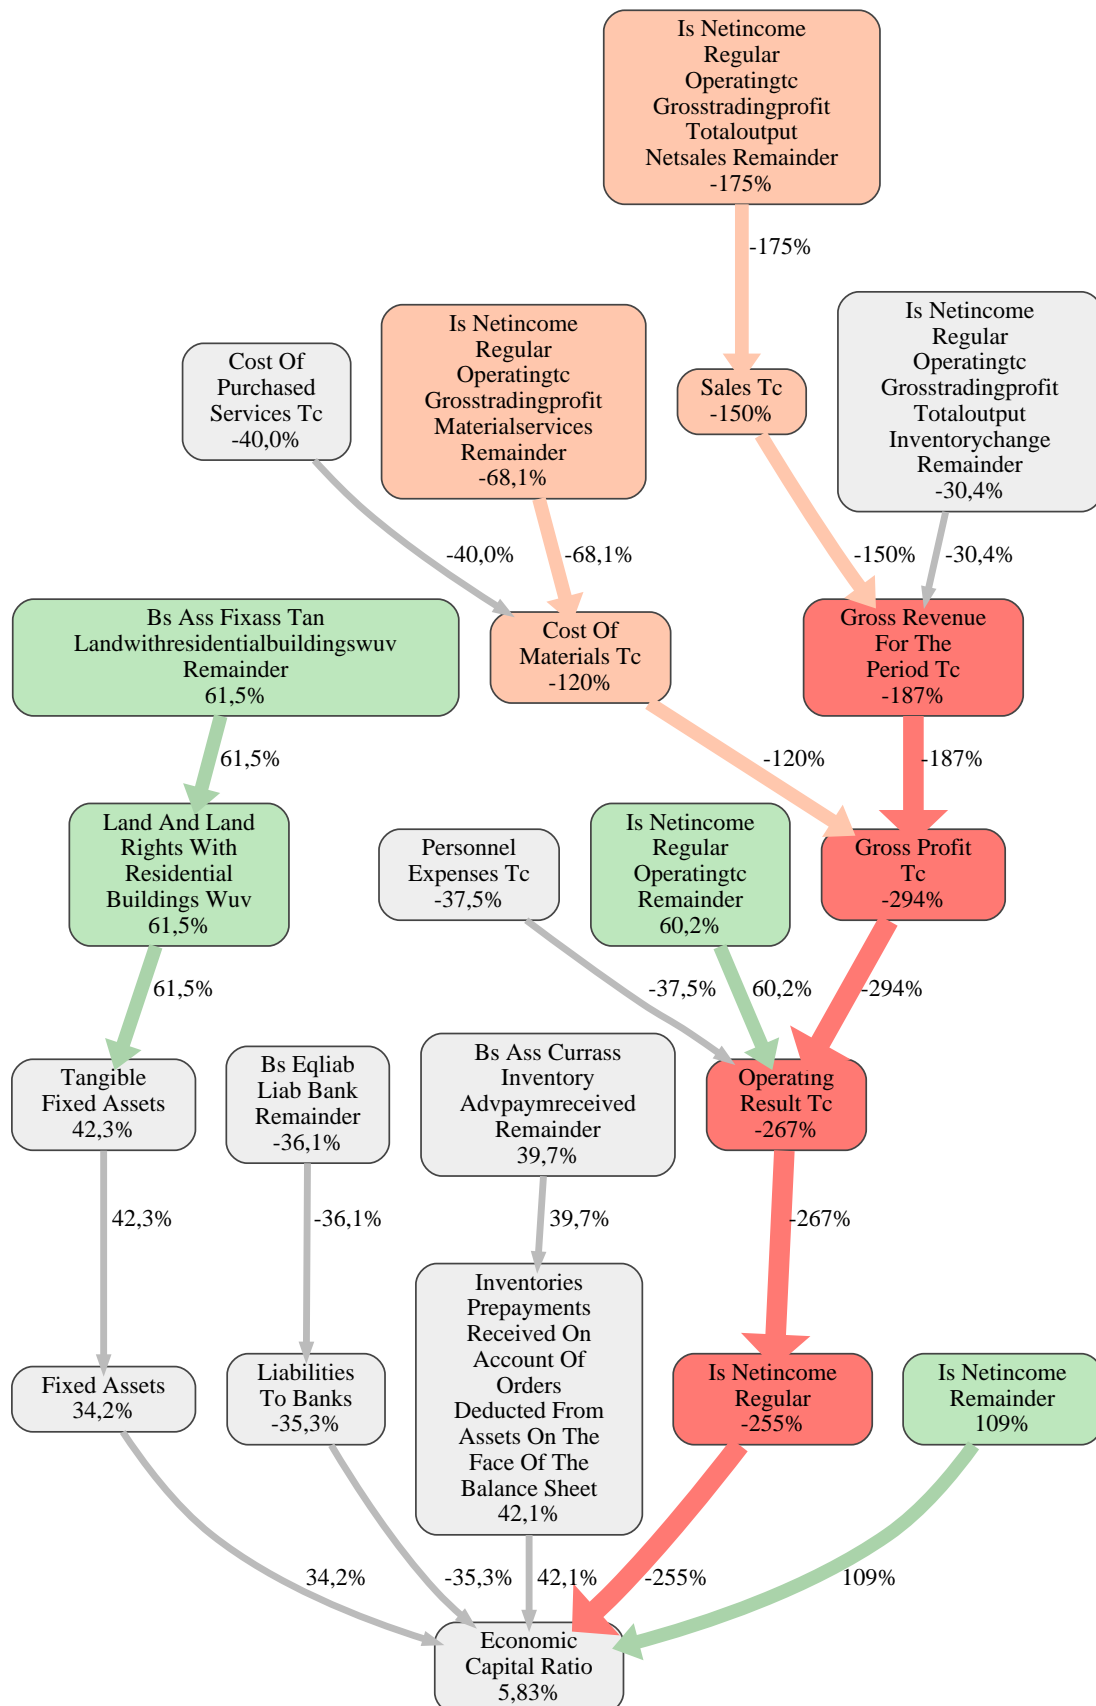 Is Netincome
Regular
Operatingtc
Grosstradingprofit
Totaloutput
Netsales Remainder
-175%
-175%
Is Netincome
Regular
Operatingtc
Grosstradingprofit
Materialservices
Remainder
-68,1%
Is Netincome
Regular
Operatingtc
Grosstradingprofit
Totaloutput
Inventorychange
Remainder
-30,4%
Cost Of
Purchased
Services Tc
-40,0%
Sales Tc
-150%
-40,0%
-68,1%
-150%
-30,4%
Bs Ass Fixass Tan
Landwithresidentialbuildingswuv
Remainder
61,5%
Cost Of
Materials Tc
-120%
Gross Revenue
For The
Period Tc
-187%
61,5%
-120%
-187%
Land And Land
Rights With
Residential
Buildings Wuv
61,5%
Personnel
Expenses Tc
-37,5%
Is Netincome
Regular
Operatingtc
Remainder
60,2%
Gross Profit
Tc
-294%
61,5%
-37,5%
60,2%
-294%
Tangible
Fixed Assets
42,3%
Bs Eqliab
Liab Bank
Remainder
-36,1%
Bs Ass Currass
Inventory
Advpaymreceived
Remainder
39,7%
Operating
Result Tc
-267%
42,3%
-36,1%
39,7%
-267%
Inventories
Prepayments
Received On
Account Of
Orders
Deducted From
Assets On The
Face Of The
Balance Sheet
42,1%
Fixed Assets
34,2%
Liabilities
To Banks
-35,3%
Is Netincome
Regular
-255%
Is Netincome
Remainder
109%
34,2%
-35,3%
42,1%
-255%
109%
Economic
Capital Ratio
5,83%